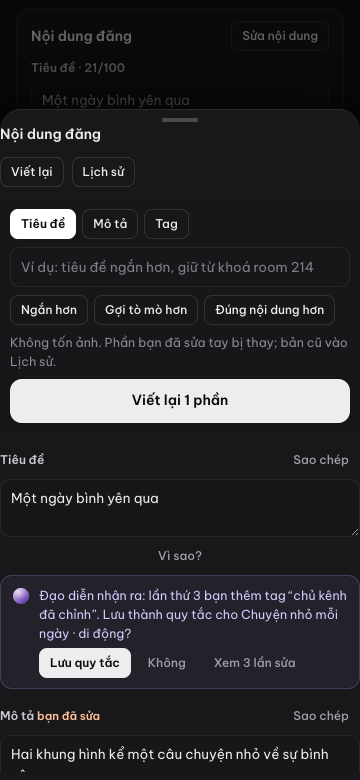 Nội dung đăng
Sửa nội dung
Tiêu đề · 21/100
Một ngày bình yên qua
Nội dung đăng
Viết lại
Lịch sử
Tiêu đề
Mô tả
Tag
Ví dụ: tiêu đề ngắn hơn, giữ từ khoá room 214
Ngắn hơn
Gợi tò mò hơn
Đúng nội dung hơn
Không tốn ảnh. Phần bạn đã sửa tay bị thay; bản cũ vào
Lịch sử.
Viết lại 1 phần
Tiêu đề
Sao chép
Một ngày bình yên qua
Vì sao?
Đạo diễn nhận ra: lần thứ 3 bạn thêm tag “chủ kênh
đã chỉnh”. Lưu thành quy tắc cho Chuyện nhỏ mỗi
ngày · di động?
Lưu quy tắc
Không
Xem 3 lần sửa
Mô tả bạn đã sửa
Sao chép
Hai khung hình kể một câu chuyện nhỏ về sự bình